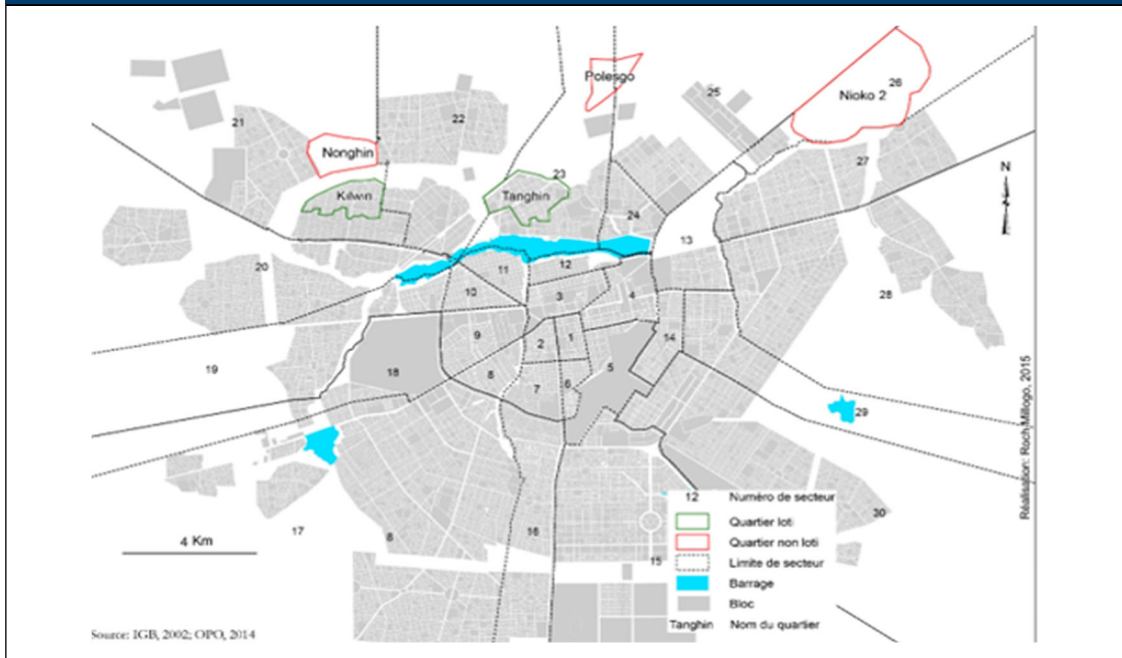 Polesgo
26
Nioko 2
25
21
22
Nonghin
27
23
Kilwin
Tanghin
N
24
13
11
12
20
28
10
3
4
9
2
1
14
19
18
8
7
6
5
29
17
8
16
30
15
4 Km
12 Numéro de secteur
Quartier loti
Quartier non loti
Limite de secteur
Barrage
Bloc
Tanghin Nom du quartier
Réalisation: Roch Millogo, 2015
Source: IGB, 2002; OPO, 2014